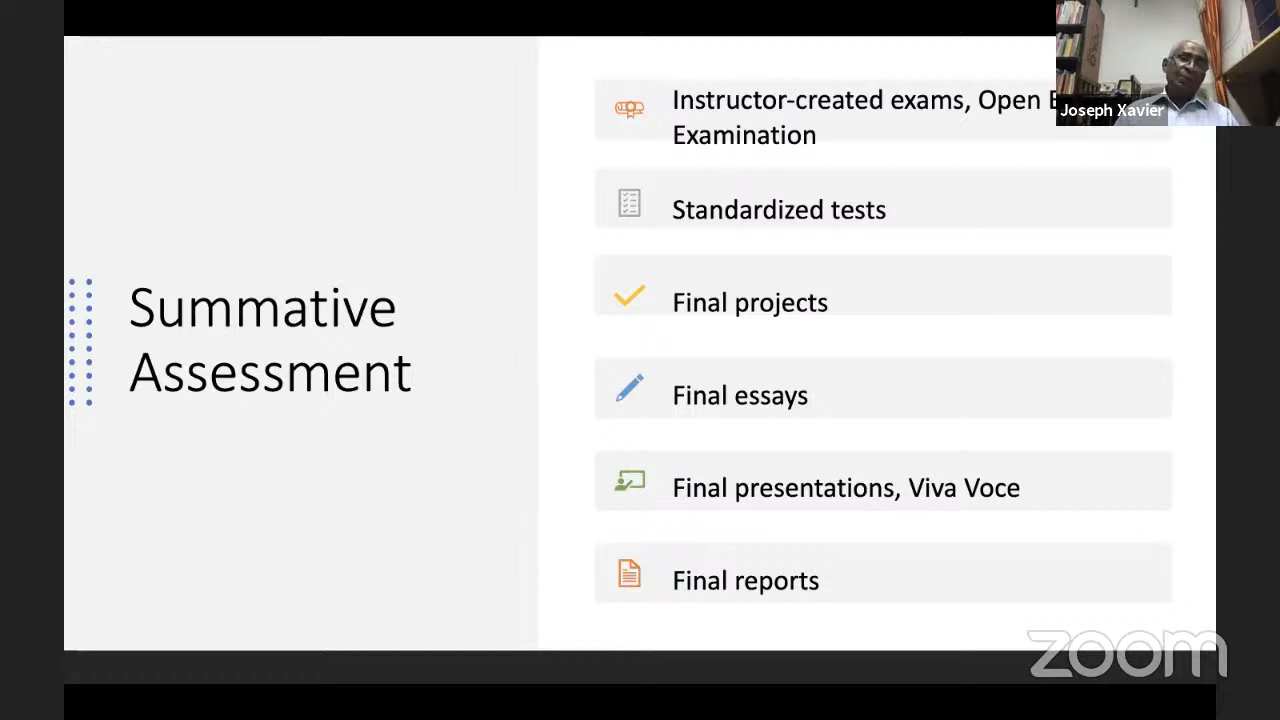 Instructor-created exams, Open
Examination
Joseph Xavier
Standardized tests
Summative
Assessment
Final projects
Final essays
Final presentations, Viva Voce
Final reports
zoom